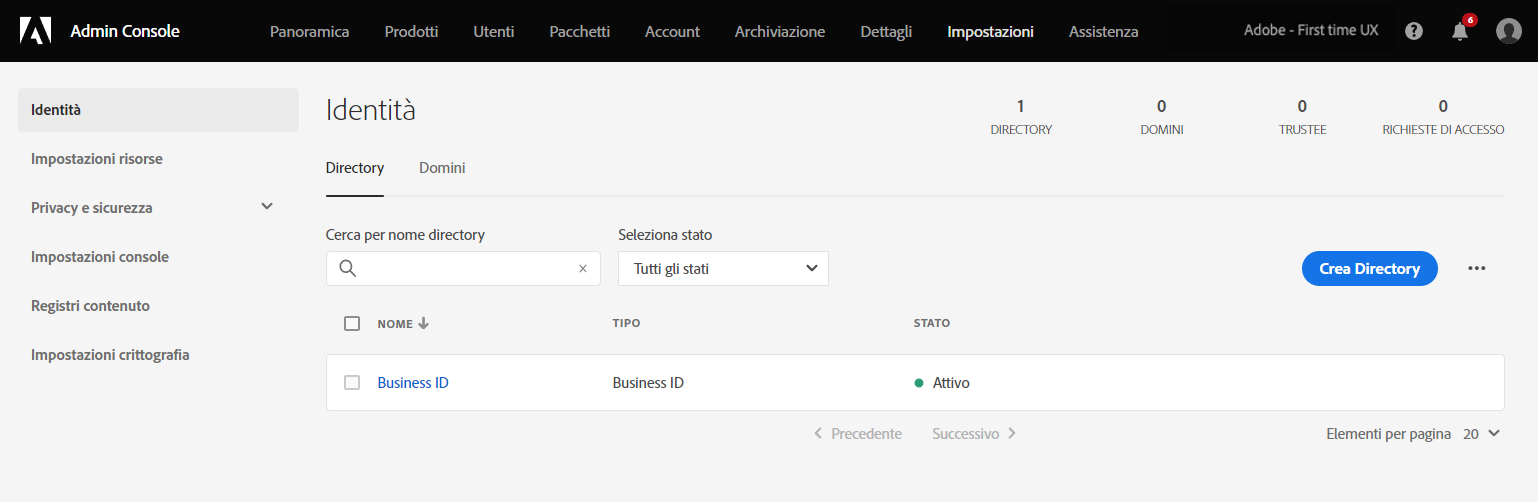 Admin Console Panoramica Prodotti Utenti Pacchetti Account Archiviazione Dettagli Impostazioni Assistenza Adobe - First time UX 6
Identità
Impostazioni risorse
Privacy e sicurezza
Impostazioni console
Registri contenuto
Impostazioni crittografia
Identità
1 0 0 0
DIRECTORY DOMINI TRUSTEE RICHIESTE DI ACCESSO
Directory Domini
Cerca per nome directory Seleziona stato
Tutti gli stati Crea Directory
NOME TIPO STATO
Business ID Business ID Attivo
Precedente Successivo Elementi per pagina 20